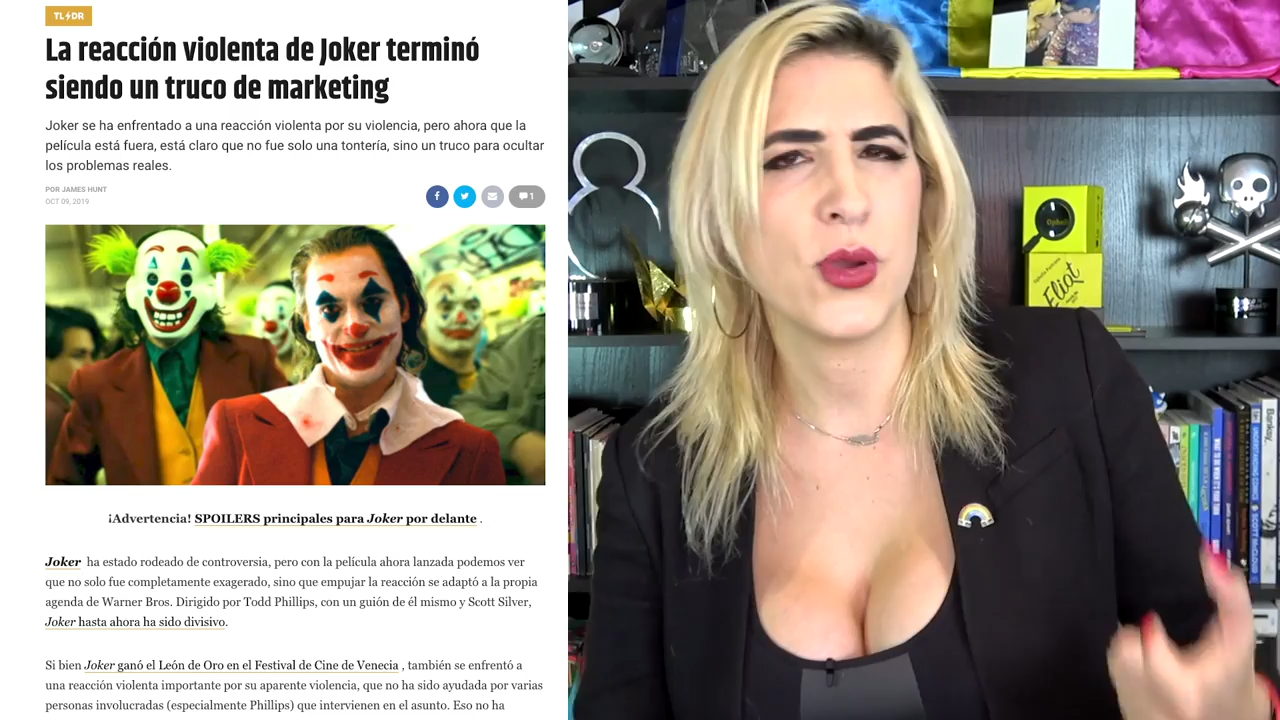 TL⚡DR
La reacción violenta de Joker terminó
siendo un truco de marketing
Joker se ha enfrentado a una reacción violenta por su violencia, pero ahora que la
película está fuera, está claro que no fue solo una tontería, sino un truco para ocultar
los problemas reales.
POR JAMES HUNT
OCT 09, 2019
1
¡Advertencia! SPOILERS principales para Joker por delante .
Joker ha estado rodeado de controversia, pero con la película ahora lanzada podemos ver
que no solo fue completamente exagerado, sino que empujar la reacción se adaptó a la propia
agenda de Warner Bros. Dirigido por Todd Phillips, con un guión de él mismo y Scott Silver,
Joker hasta ahora ha sido divisivo.
Si bien Joker ganó el León de Oro en el Festival de Cine de Venecia , también se enfrentó a
una reacción violenta importante por su aparente violencia, que no ha sido ayudada por varias
personas involucradas (especialmente Phillips) que intervienen en el asunto. Eso no ha
Eliot
Banksy
SCOTT McCLOUD